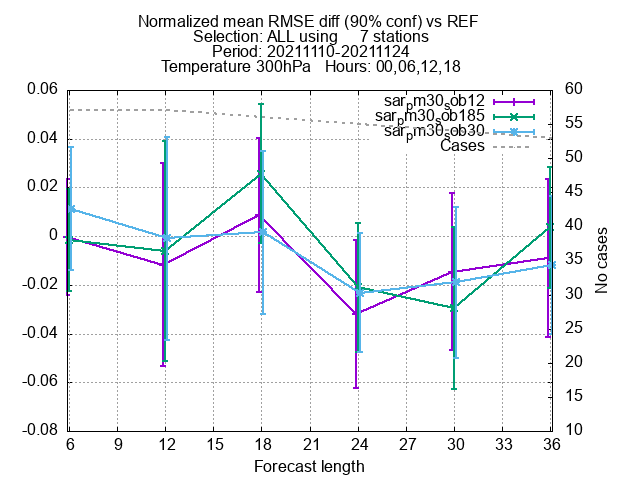 Normalized mean RMSE diff (90% conf) vs REF
Selection: ALL using 7 stations
Period: 20211110-20211124
Temperature 300hPa Hours: 00,06,12,18
sar_pm30_sob12
sar_pm30_sob185
sar_pm30_sob30
Cases
0.06
0.04
0.02
0
-0.02
-0.04
-0.06
-0.08
60
55
50
45
40
35
30
25
20
15
10
No cases
6 9 12 15 18 21 24 27 30 33 36
Forecast length